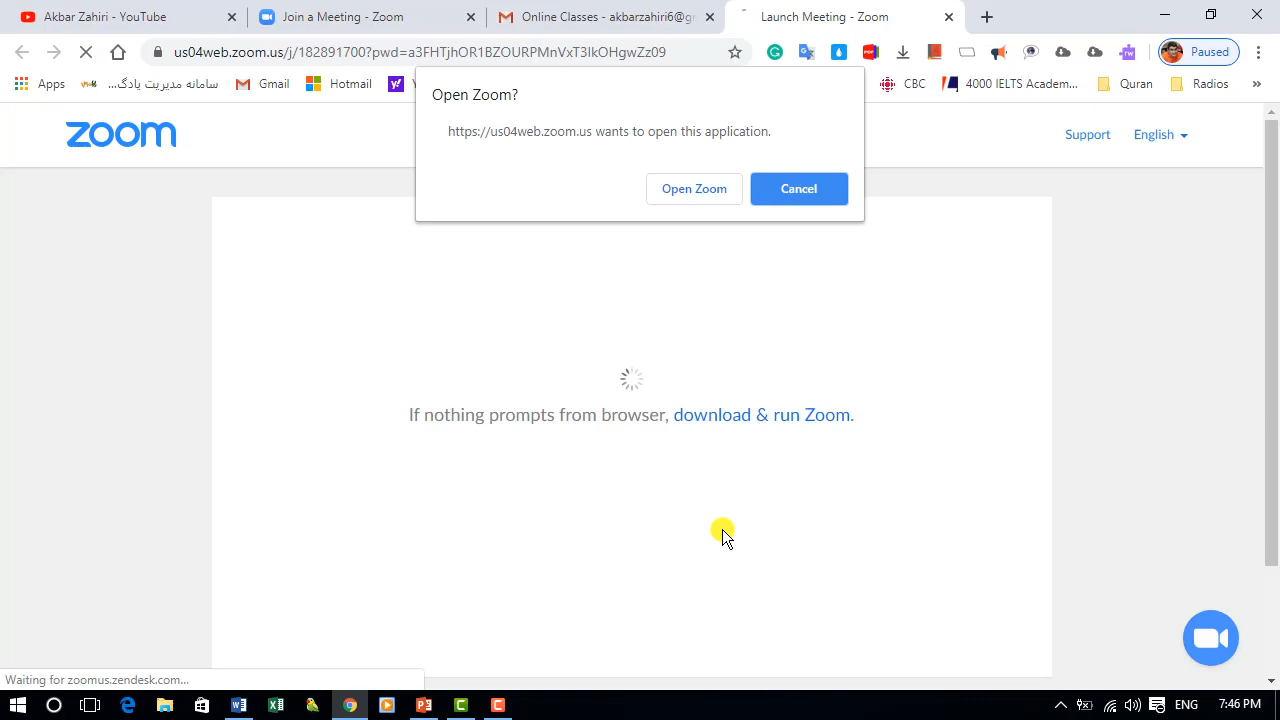 Akbar Zahiri - YouTube
Join a Meeting - Zoom
Online Classes - akbarzahiri6@g
Launch Meeting - Zoom
us04web.zoom.us/j/182891700?pwd=a3FHTjhOR1BZOURPMnVxT3lkOHgwZz09
Paused
Apps
سامانه مدیریت یادگ...
Gmail
Hotmail
CBC
4000 IELTS Academ...
Quran
Radios
»
Open Zoom?
https://us04web.zoom.us wants to open this application.
Open Zoom
Cancel
zoom
Support
English
If nothing prompts from browser, download & run Zoom.
Waiting for zoomus.zendesk.com...
ENG
7:46 PM